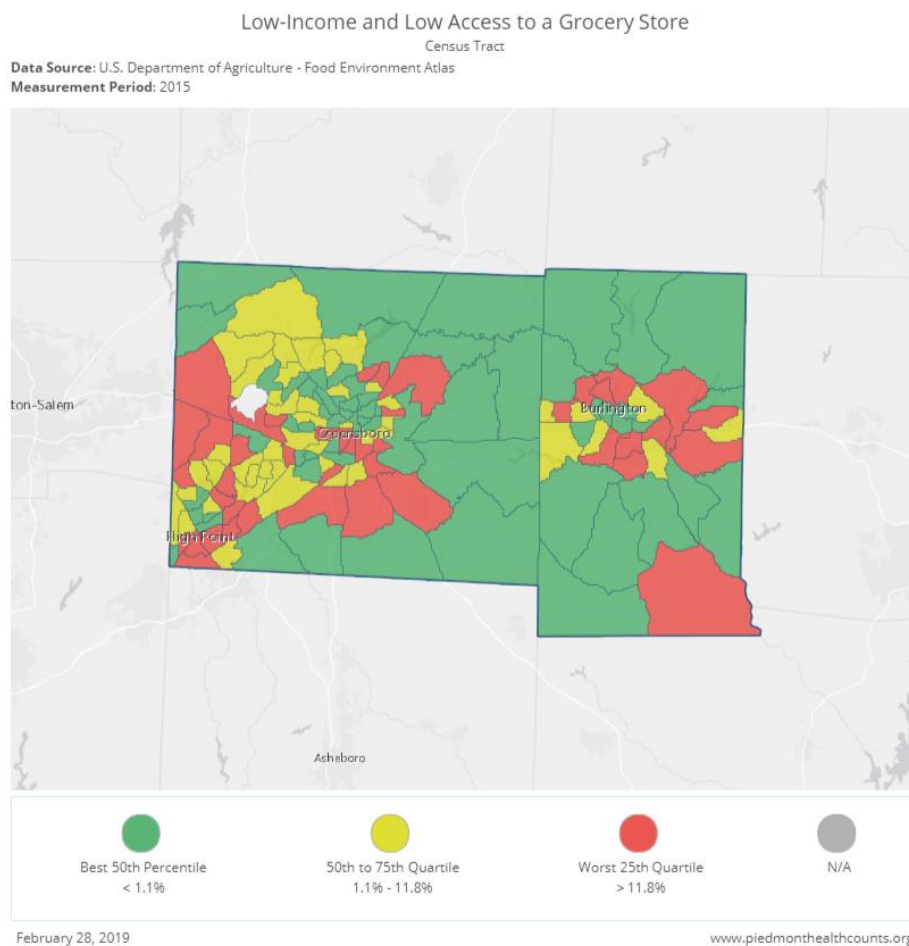 Low-Income and Low Access to a Grocery Store
Census Tract
Data Source: U.S. Department of Agriculture - Food Environment Atlas
Measurement Period: 2015
ton-Salem
Burlington
Greensboro
High Point
Asheboro
Best 50th Percentile
< 1.1%
50th to 75th Quartile
1.1% - 11.8%
Worst 25th Quartile
> 11.8%
N/A
February 28, 2019
www.piedmonthealthcounts.org